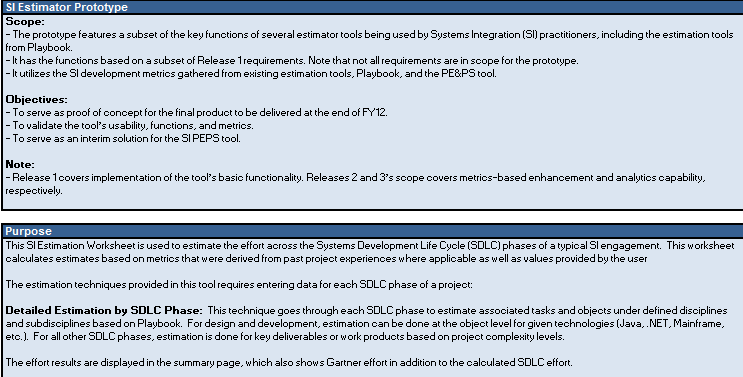 SI Estimator Prototype
Scope:
- The prototype features a subset of the key functions of several estimator tools being used by Systems Integration (SI) practitioners, including the estimation tools
from Playbook.
- It has the functions based on a subset of Release 1 requirements. Note that not all requirements are in scope for the prototype.
- It utilizes the SI development metrics gathered from existing estimation tools, Playbook, and the PE&PS tool.
Objectives:
- To serve as proof of concept for the final product to be delivered at the end of FY12.
- To validate the tool's usability, functions, and metrics.
- To serve as an interim solution for the SI PEPS tool.
Note:
- Release 1 covers implementation of the tool's basic functionality. Releases 2 and 3's scope covers metrics-based enhancement and analytics capability,
respectively.
Purpose
This SI Estimation Worksheet is used to estimate the effort across the Systems Development Life Cycle (SDLC) phases of a typical SI engagement. This worksheet
calculates estimates based on metrics that were derived from past project experiences where applicable as well as values provided by the user
The estimation techniques provided in this tool requires entering data for each SDLC phase of a project:
Detailed Estimation by SDLC Phase: This technique goes through each SDLC phase to estimate associated tasks and objects under defined disciplines
and subdisciplines based on Playbook. For design and development, estimation can be done at the object level for given technologies (Java, .NET, Mainframe,
etc.). For all other SDLC phases, estimation is done for key deliverables or work products based on project complexity levels.
The effort results are displayed in the summary page, which also shows Gartner effort in addition to the calculated SDLC effort.